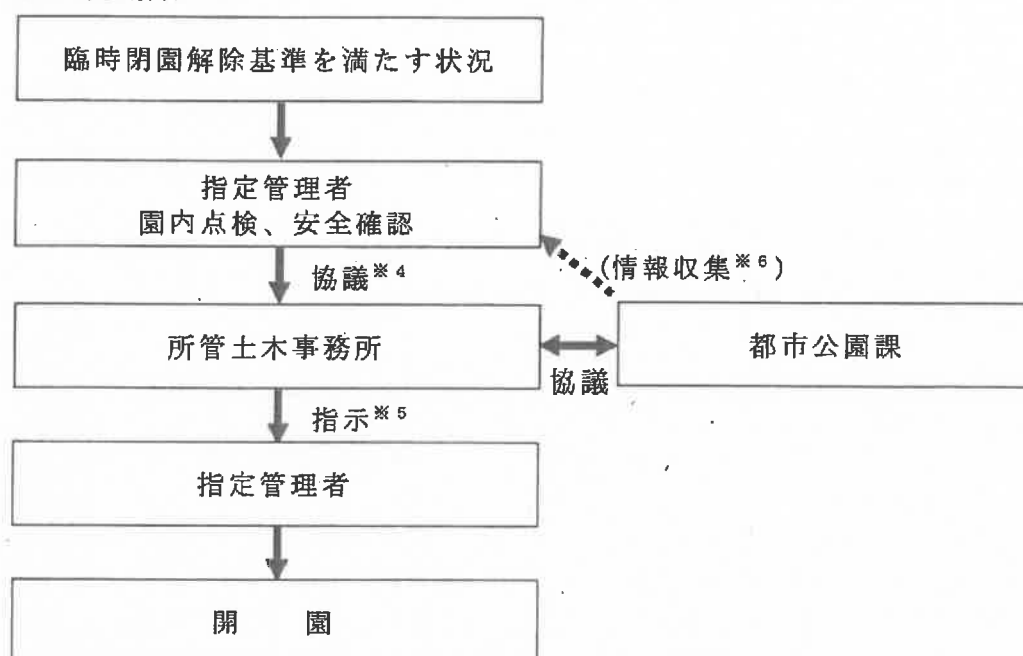 臨時閉園解除基準を満たす状況
指定管理者
園内点検、安全確認
(情報収集※6)
協議※4
所管土木事務所
都市公園課
協議
指示※5
指定管理者
開　園